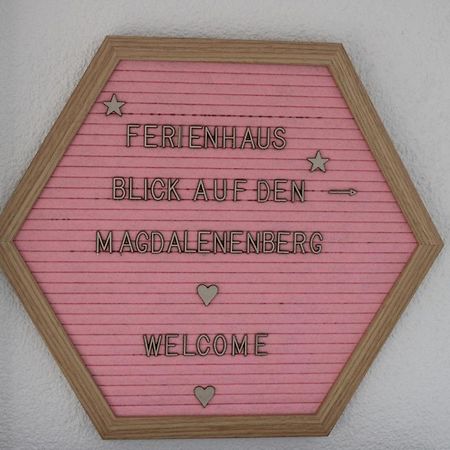 FERIENHAUS
BLICK AUF DEN →
MAGDALENENBERG
WELCOME